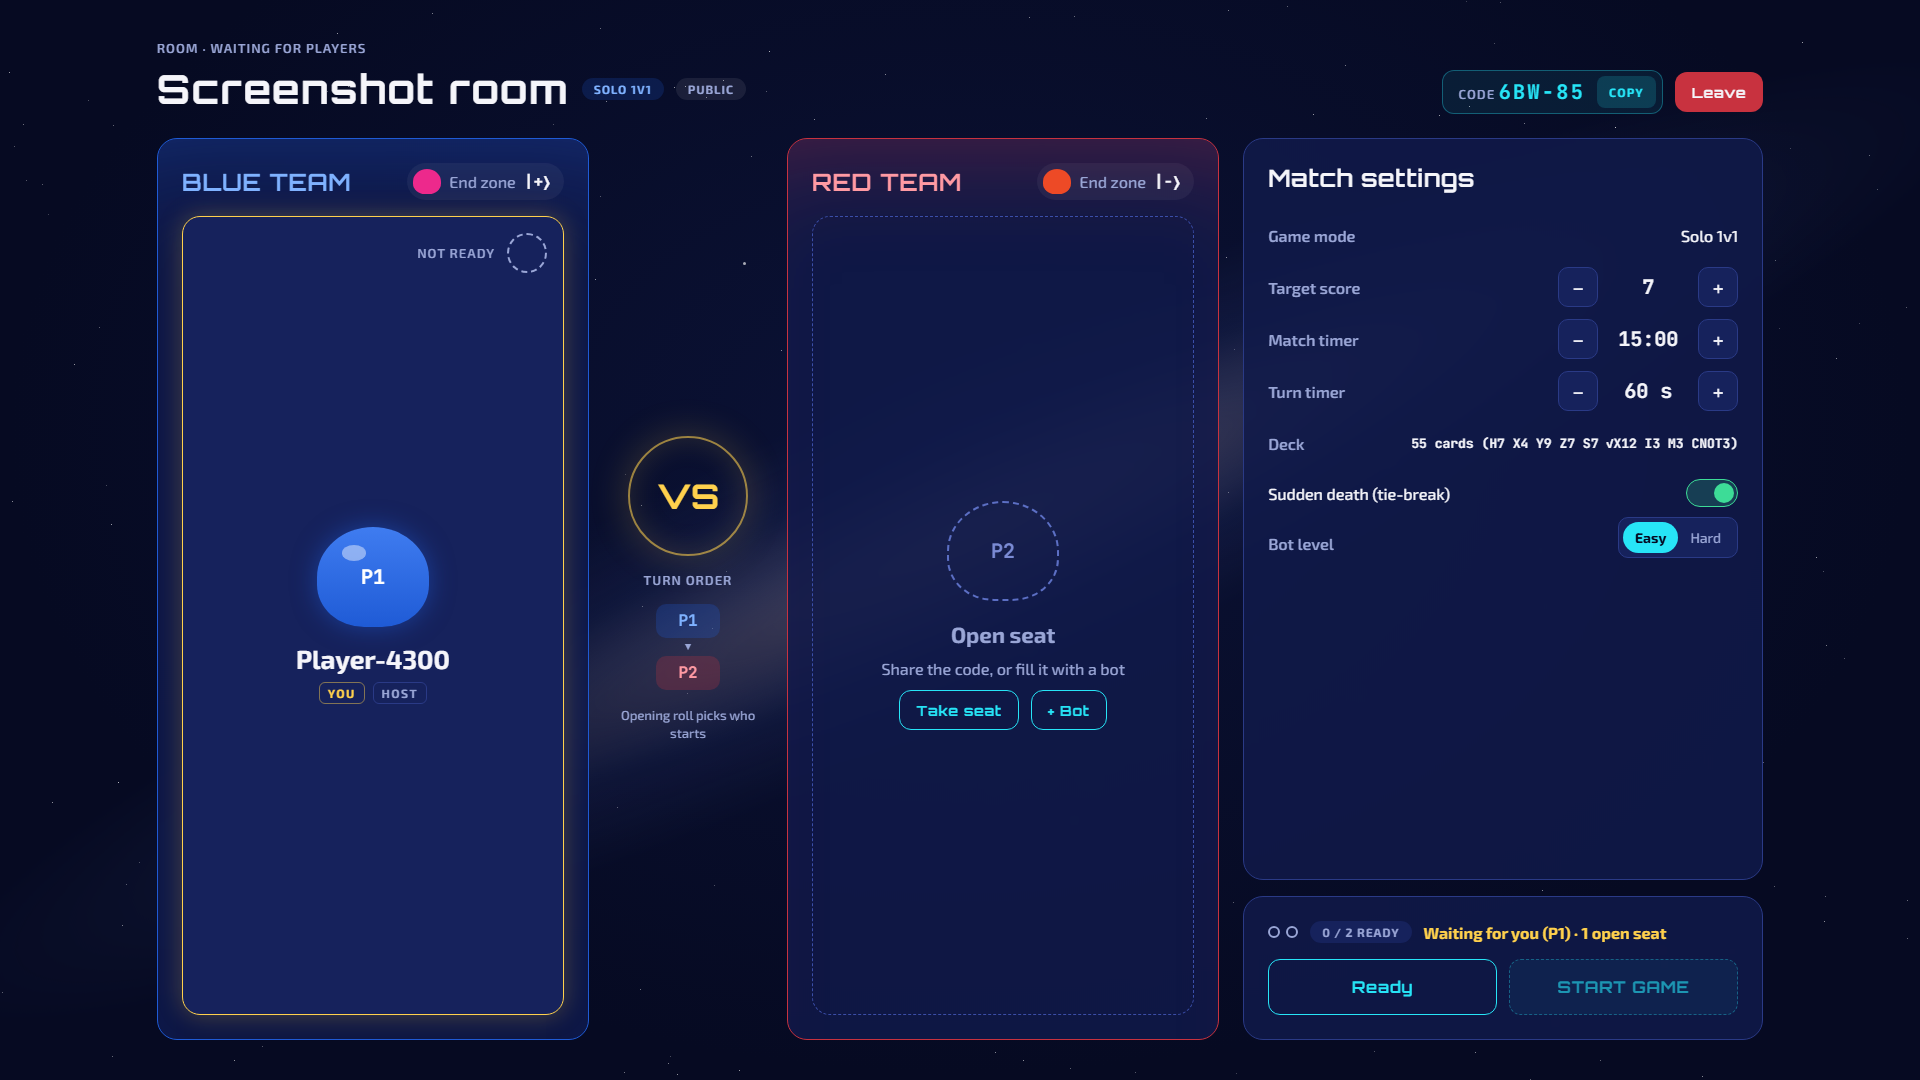 ROOM · WAITING FOR PLAYERS
Screenshot room
SOLO 1V1
PUBLIC
CODE 6BW-85
COPY
Leave
BLUE TEAM
End zone |+⟩
NOT READY
P1
Player-4300
YOU
HOST
VS
TURN ORDER
P1
▼
P2
Opening roll picks who
starts
RED TEAM
End zone |-⟩
P2
Open seat
Share the code, or fill it with a bot
Take seat
+ Bot
Match settings
Game mode
Solo 1v1
Target score
– 7 +
Match timer
– 15:00 +
Turn timer
– 60 s +
Deck
55 cards (H7 X4 Y9 Z7 S7 √X12 I3 M3 CNOT3)
Sudden death (tie-break)
Bot level
Easy
Hard
0 / 2 READY
Waiting for you (P1) · 1 open seat
Ready
START GAME